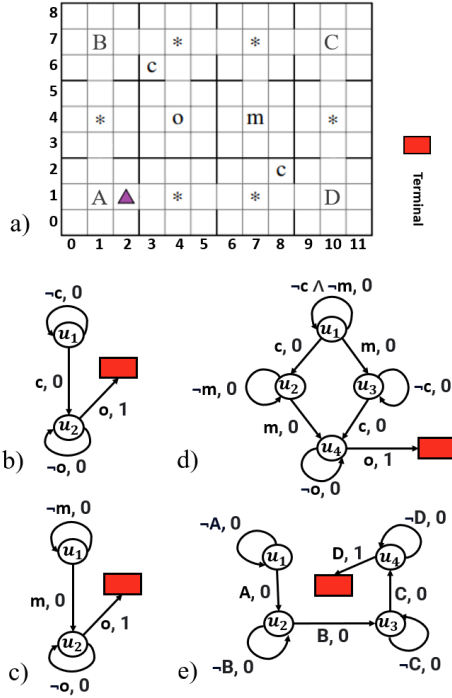 8
7 B * * C
6 c
5
4 * o m *
3
2 c
1 A * * D
0
0 1 2 3 4 5 6 7 8 9 10 11
a)
Terminal
¬c, 0
u₁
c, 0
o, 1
u₂
¬o, 0
b)
¬c ∧ ¬m, 0
u₁
c, 0 m, 0
¬m, 0 u₂ u₃ ¬c, 0
m, 0 c, 0
u₄
o, 1
¬o, 0
d)
¬m, 0
u₁
m, 0
o, 1
u₂
¬o, 0
c)
¬A, 0 ¬D, 0
u₁ D, 1 u₄
A, 0 C, 0
u₂ B, 0 u₃
¬B, 0 ¬C, 0
e)